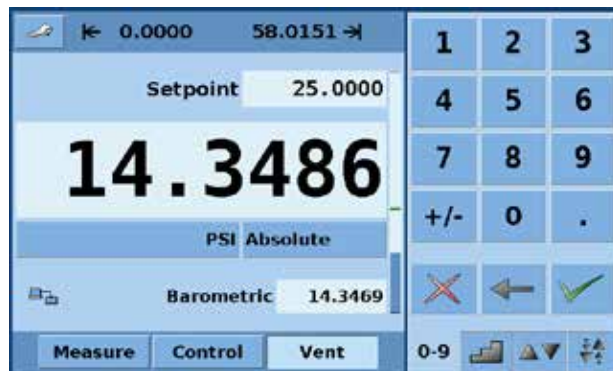 0.0000 58.0151
Setpoint 25.0000
14.3486
PSI Absolute
Barometric 14.3469
Measure Control Vent
1 2 3
4 5 6
7 8 9
+/- 0 .
0-9